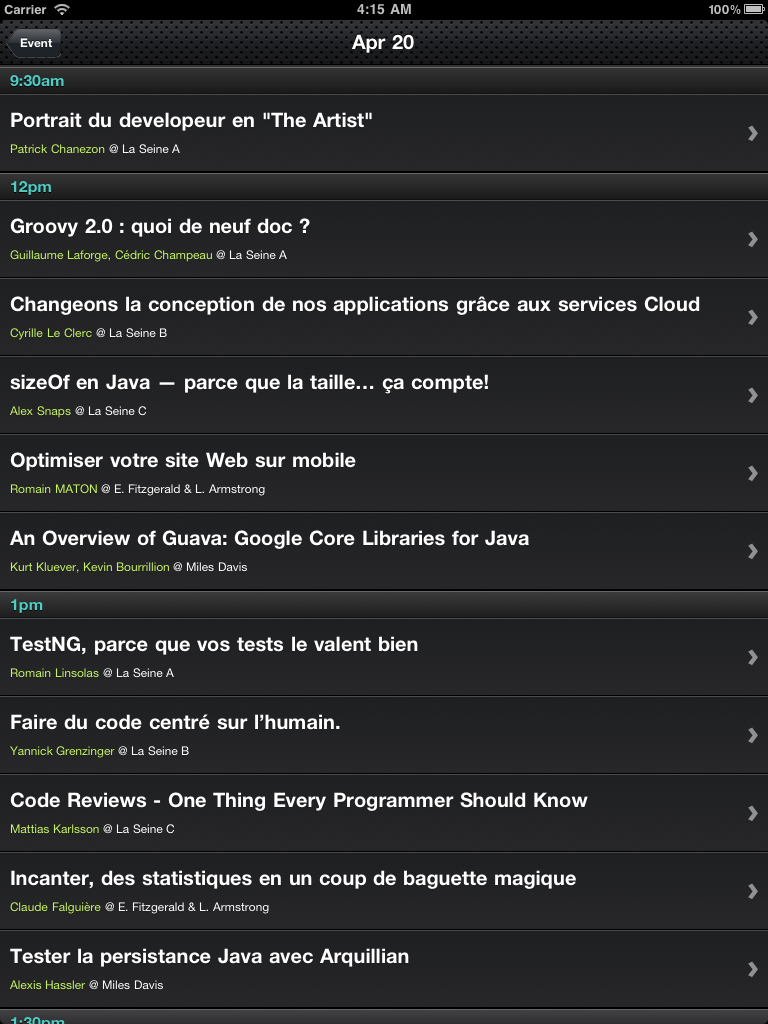 Carrier 4:15 AM 100%
Event Apr 20
9:30am
Portrait du developeur en "The Artist"
Patrick Chanezon @ La Seine A
12pm
Groovy 2.0 : quoi de neuf doc ?
Guillaume Laforge, Cédric Champeau @ La Seine A
Changeons la conception de nos applications grâce aux services Cloud
Cyrille Le Clerc @ La Seine B
sizeOf en Java — parce que la taille… ça compte!
Alex Snaps @ La Seine C
Optimiser votre site Web sur mobile
Romain MATON @ E. Fitzgerald & L. Armstrong
An Overview of Guava: Google Core Libraries for Java
Kurt Kluever, Kevin Bourrillion @ Miles Davis
1pm
TestNG, parce que vos tests le valent bien
Romain Linsolas @ La Seine A
Faire du code centré sur l’humain.
Yannick Grenzinger @ La Seine B
Code Reviews - One Thing Every Programmer Should Know
Mattias Karlsson @ La Seine C
Incanter, des statistiques en un coup de baguette magique
Claude Falguière @ E. Fitzgerald & L. Armstrong
Tester la persistance Java avec Arquillian
Alexis Hassler @ Miles Davis
1:30pm